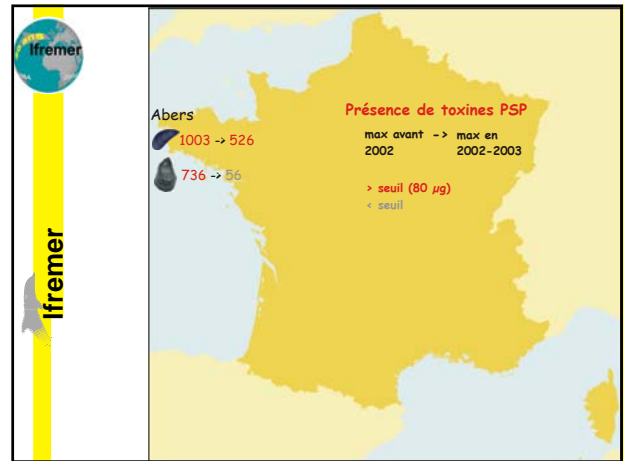 Ifremer
Abers
1003 -> 526
736 -> 56
Présence de toxines PSP
max avant -> max en
2002 2002-2003
> seuil (80 µg)
< seuil
Ifremer